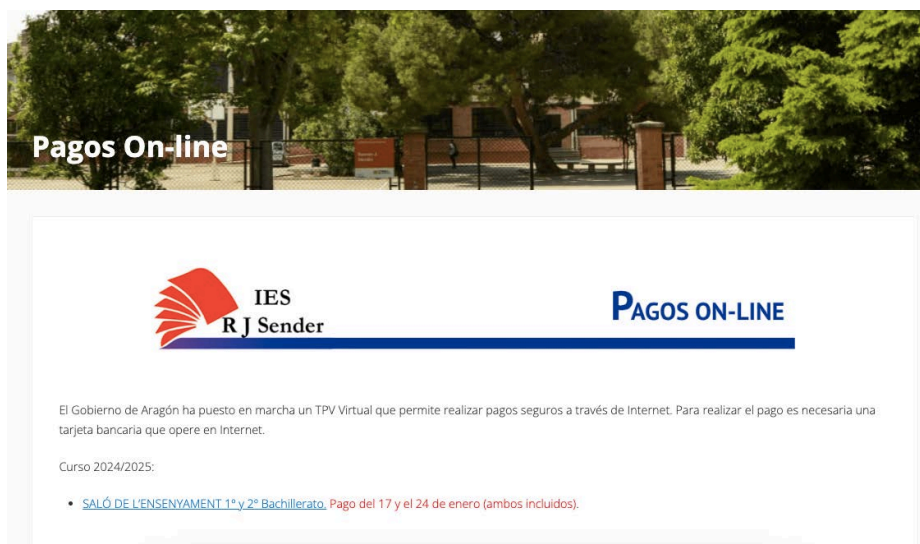 Pagos On-line
IES
R J Sender
PAGOS ON-LINE
El Gobierno de Aragón ha puesto en marcha un TPV Virtual que permite realizar pagos seguros a través de Internet. Para realizar el pago es necesaria una
tarjeta bancaria que opere en Internet.
Curso 2024/2025:
• SALÓ DE L'ENSENYAMENT 1º y 2º Bachillerato. Pago del 17 y el 24 de enero (ambos incluidos).